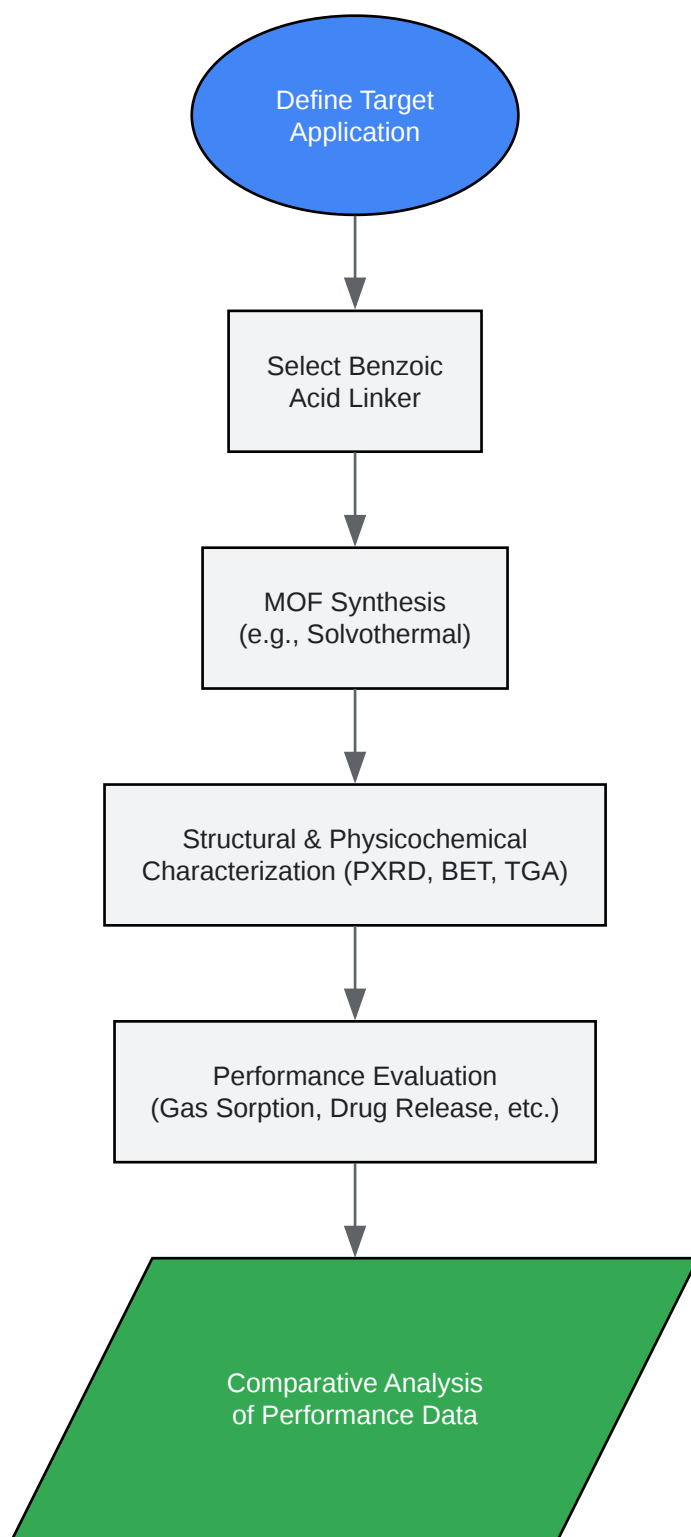 Define Target
Application
Select Benzoic
Acid Linker
MOF Synthesis
(e.g., Solvothermal)
Structural & Physicochemical
Characterization (PXRD, BET, TGA)
Performance Evaluation
(Gas Sorption, Drug Release, etc.)
Comparative Analysis
of Performance Data